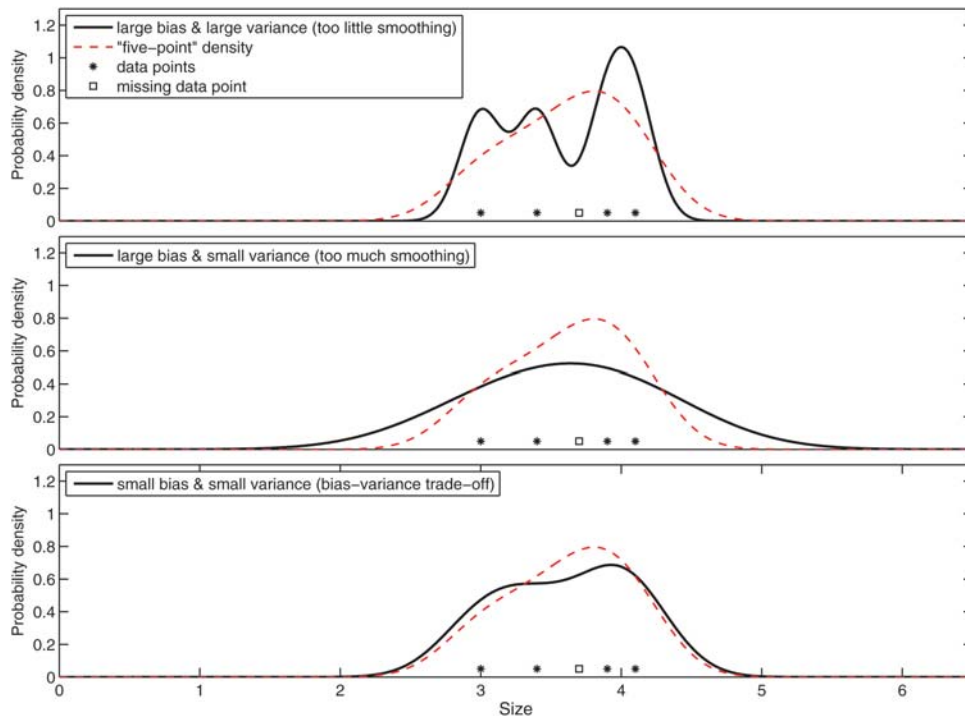 1.2
1
0.8
0.6
0.4
0.2
0
Probability density
large bias & large variance (too little smoothing)
"five−point" density
data points
missing data point
1.2
1
0.8
0.6
0.4
0.2
0
Probability density
large bias & small variance (too much smoothing)
1.2
1
0.8
0.6
0.4
0.2
0
Probability density
small bias & small variance (bias−variance trade−off)
0 1 2 3 4 5 6
Size